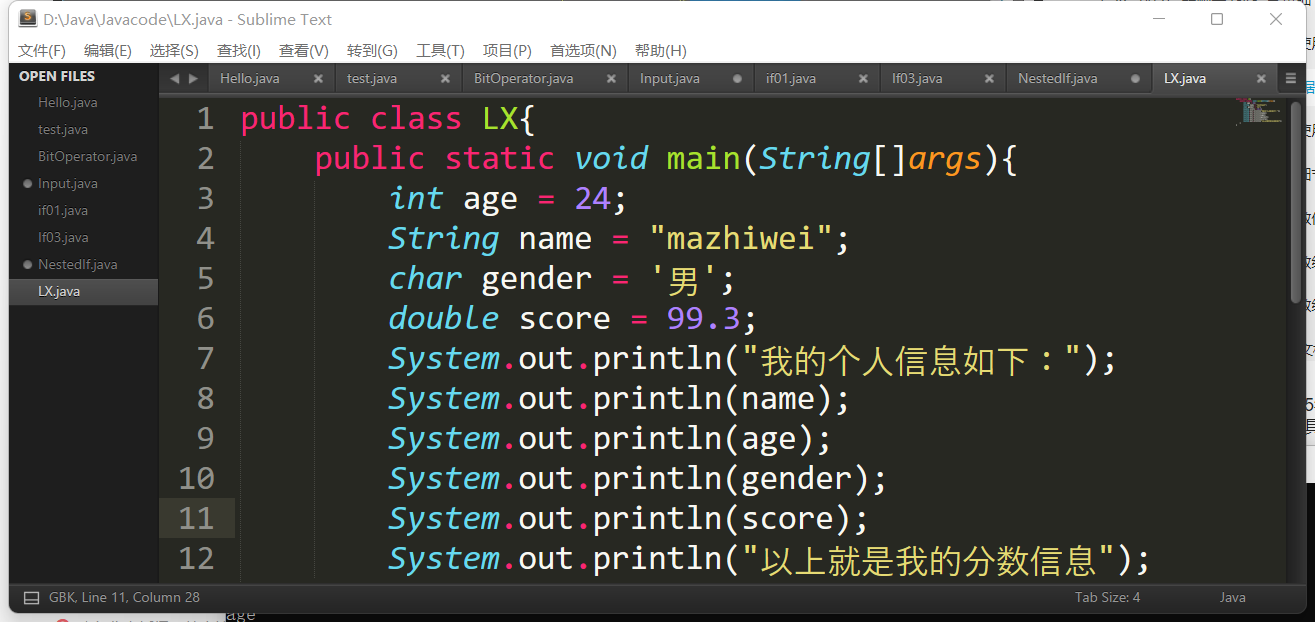 D:\Java\Javacode\LX.java - Sublime Text
文件(F) 编辑(E) 选择(S) 查找(I) 查看(V) 转到(G) 工具(T) 项目(P) 首选项(N) 帮助(H)
OPEN FILES
Hello.java
test.java
BitOperator.java
Input.java
if01.java
If03.java
NestedIf.java
LX.java
Hello.java test.java BitOperator.java Input.java if01.java If03.java NestedIf.java LX.java
1 public class LX{
2 public static void main(String[]args){
3 int age = 24;
4 String name = "mazhiwei";
5 char gender = '男';
6 double score = 99.3;
7 System.out.println("我的个人信息如下：");
8 System.out.println(name);
9 System.out.println(age);
10 System.out.println(gender);
11 System.out.println(score);
12 System.out.println("以上就是我的分数信息");
GBK, Line 11, Column 28 Tab Size: 4 Java
age